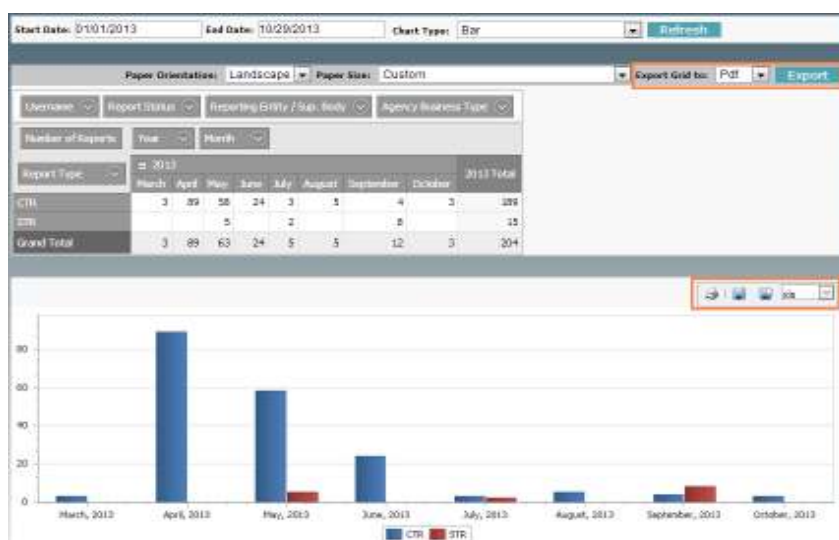 Start Date: 01/01/2013 End Date: 10/29/2013 Chart Type: Bar Refresh
Paper Orientation: Landscape Paper Size: Custom Export Grid to: Pdf Export
Username Report Status Reporting Entity / Sup. Body Agency Business Type
Number of Reports Year Month
Report Type 2013 2013 Total
March April May June July August September October
CTR 3 89 58 24 3 5 4 3 189
STR 5 2 8 15
Grand Total 3 89 63 24 5 5 12 3 204
80
60
40
20
0
March, 2013 April, 2013 May, 2013 June, 2013 July, 2013 August, 2013 September, 2013 October, 2013
CTR STR